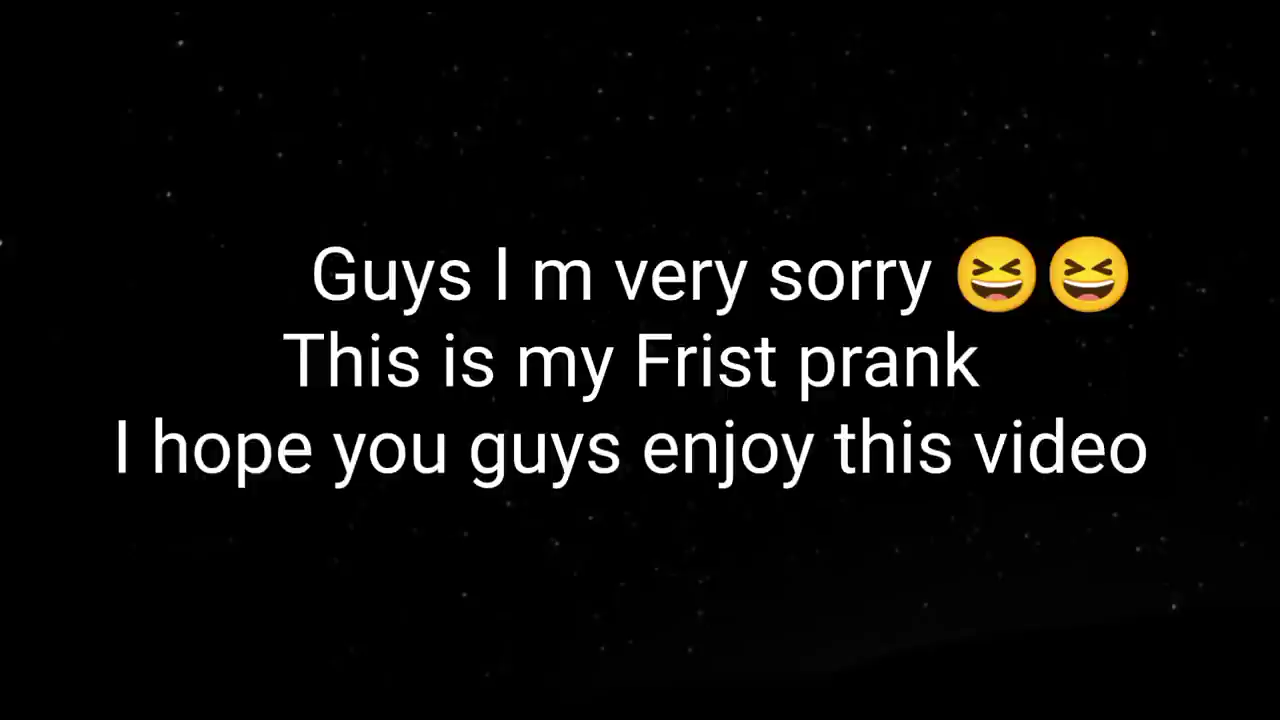 Guys I m very sorry 😆😆
This is my Frist prank
I hope you guys enjoy this video